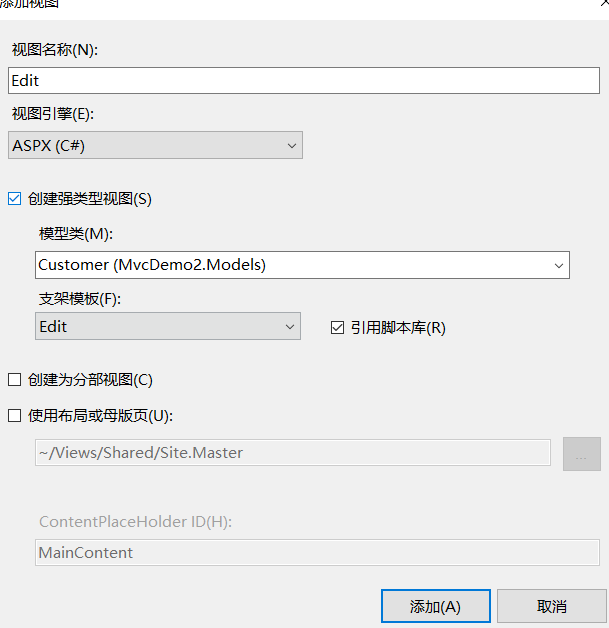 添加视图
视图名称(N):
Edit
视图引擎(E):
ASPX (C#)
创建强类型视图(S)
模型类(M):
Customer (MvcDemo2.Models)
支架模板(F):
Edit
引用脚本库(R)
创建为分部视图(C)
使用布局或母版页(U):
~/Views/Shared/Site.Master
...
ContentPlaceHolder ID(H):
MainContent
添加(A)
取消